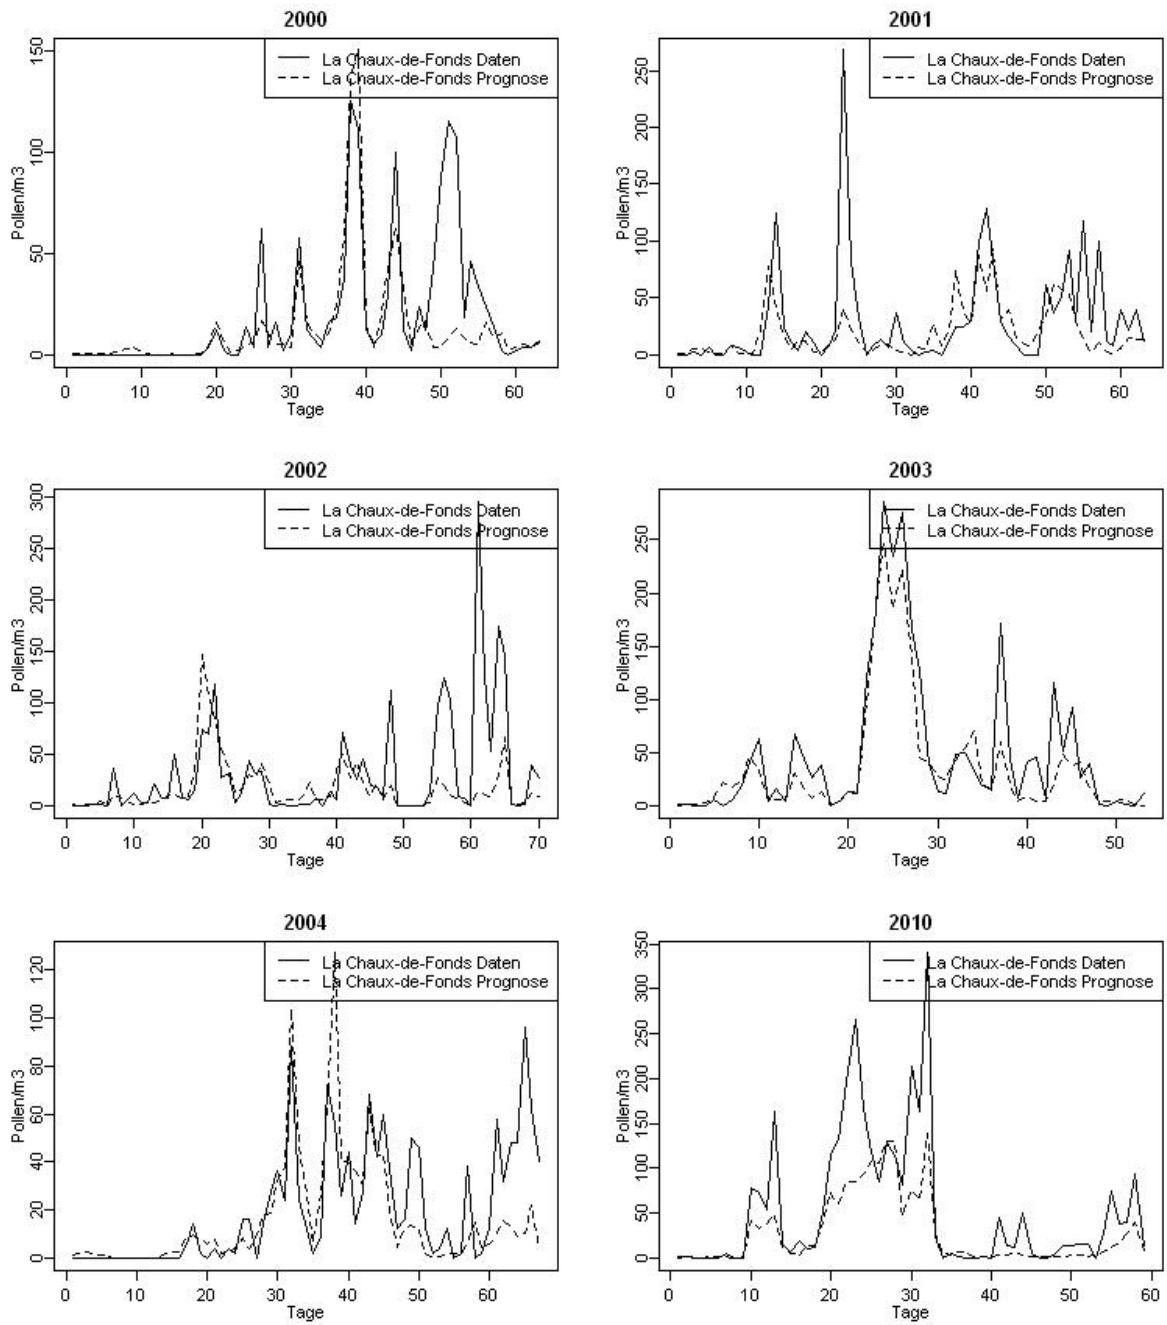 2000
La Chaux-de-Fonds Daten
La Chaux-de-Fonds Prognose
Pollen/m3
0 50 100 150
0 10 20 30 40 50 60
Tage
2001
La Chaux-de-Fonds Daten
La Chaux-de-Fonds Prognose
Pollen/m3
0 50 100 150 200 250
0 10 20 30 40 50 60
Tage
2002
La Chaux-de-Fonds Daten
La Chaux-de-Fonds Prognose
Pollen/m3
0 50 100 150 200 250 300
0 10 20 30 40 50 60 70
Tage
2003
La Chaux-de-Fonds Daten
La Chaux-de-Fonds Prognose
Pollen/m3
0 50 100 150 200 250
0 10 20 30 40 50
Tage
2004
La Chaux-de-Fonds Daten
La Chaux-de-Fonds Prognose
Pollen/m3
0 20 40 60 80 100 120
0 10 20 30 40 50 60
Tage
2010
La Chaux-de-Fonds Daten
La Chaux-de-Fonds Prognose
Pollen/m3
0 50 100 150 200 250 300 350
0 10 20 30 40 50 60
Tage